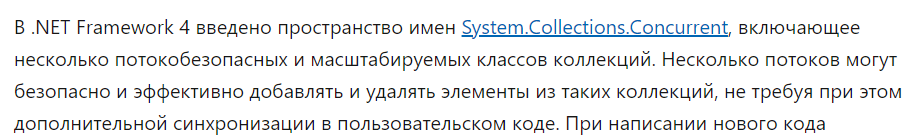 В .NET Framework 4 введено пространство имен System.Collections.Concurrent, включающее
несколько потокобезопасных и масштабируемых классов коллекций. Несколько потоков могут
безопасно и эффективно добавлять и удалять элементы из таких коллекций, не требуя при этом
дополнительной синхронизации в пользовательском коде. При написании нового кода